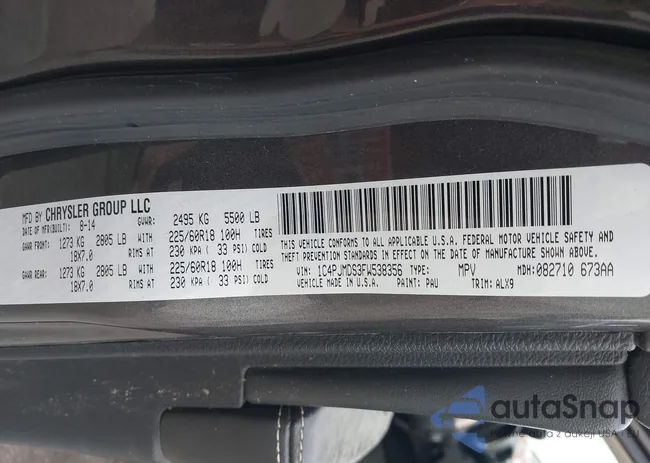 MFD BY CHRYSLER GROUP LLC
DATE OF MFR(BUILT): 8-14 GVWR: 2495 KG 5500 LB
GAWR FRONT: 1273 KG 2805 LB WITH 225/60R18 100H TIRES
18X7.0 RIMS AT 230 KPA ( 33 PSI) COLD
GAWR REAR: 1273 KG 2805 LB WITH 225/60R18 100H TIRES
18X7.0 RIMS AT 230 KPA ( 33 PSI) COLD
THIS VEHICLE CONFORMS TO ALL APPLICABLE U.S.A. FEDERAL MOTOR VEHICLE SAFETY AND
THEFT PREVENTION STANDARDS IN EFFECT ON THE DATE OF MANUFACTURE SHOWN ABOVE.
VIN: 1C4PJMDS3FW538356 TYPE: MPV MDH: 082710 673AA
VEHICLE MADE IN U.S.A. PAINT: PAU TRIM: ALX9
autaSnap
z aukcji USA i